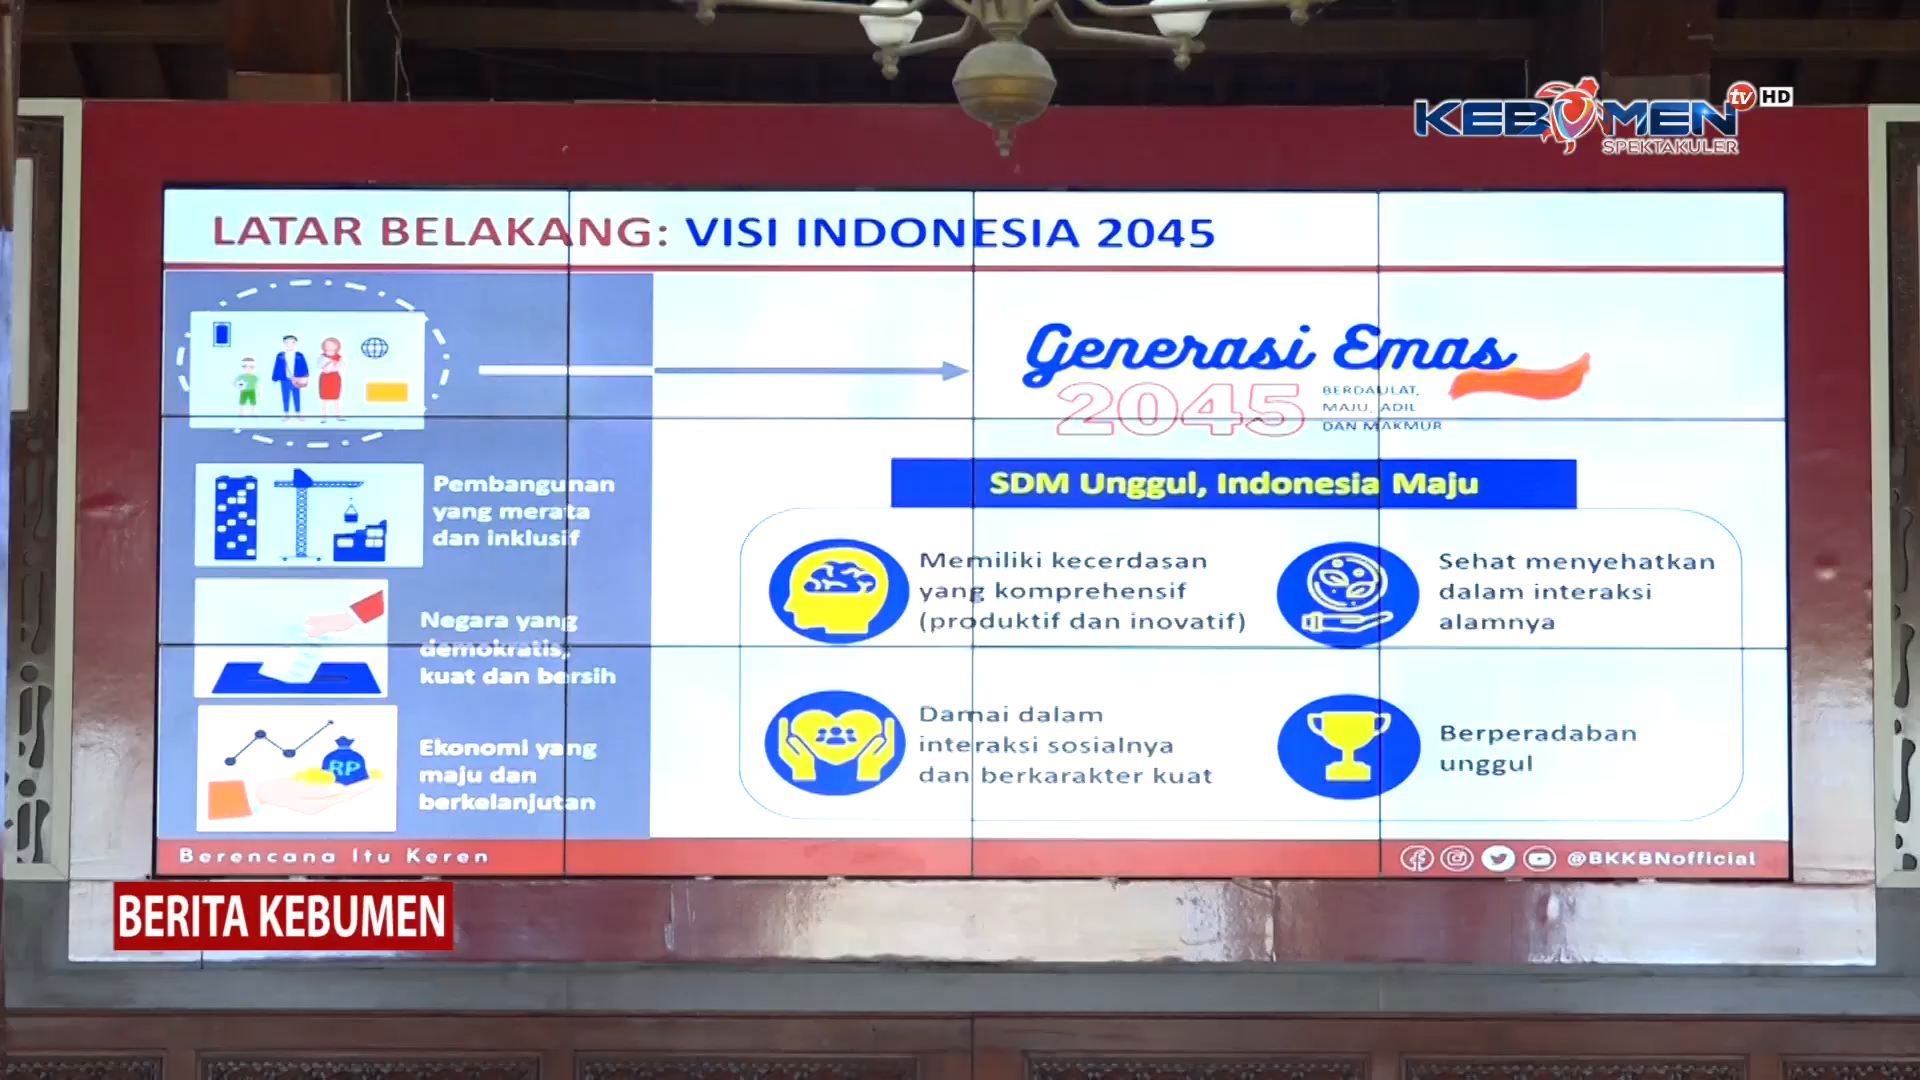 KEBUMEN tv HD
SPEKTAKULER
LATAR BELAKANG: VISI INDONESIA 2045
Generasi Emas
2045
BERDAULAT,
MAJU, ADIL
DAN MAKMUR
SDM Unggul, Indonesia Maju
Pembangunan
yang merata
dan inklusif
Negara yang
demokratis,
kuat dan bersih
RP
Ekonomi yang
maju dan
berkelanjutan
Memiliki kecerdasan
yang komprehensif
(produktif dan inovatif)
Sehat menyehatkan
dalam interaksi
alamnya
Damai dalam
interaksi sosialnya
dan berkarakter kuat
Berperadaban
unggul
Berencana Itu Keren
@BKKBNofficial
BERITA KEBUMEN